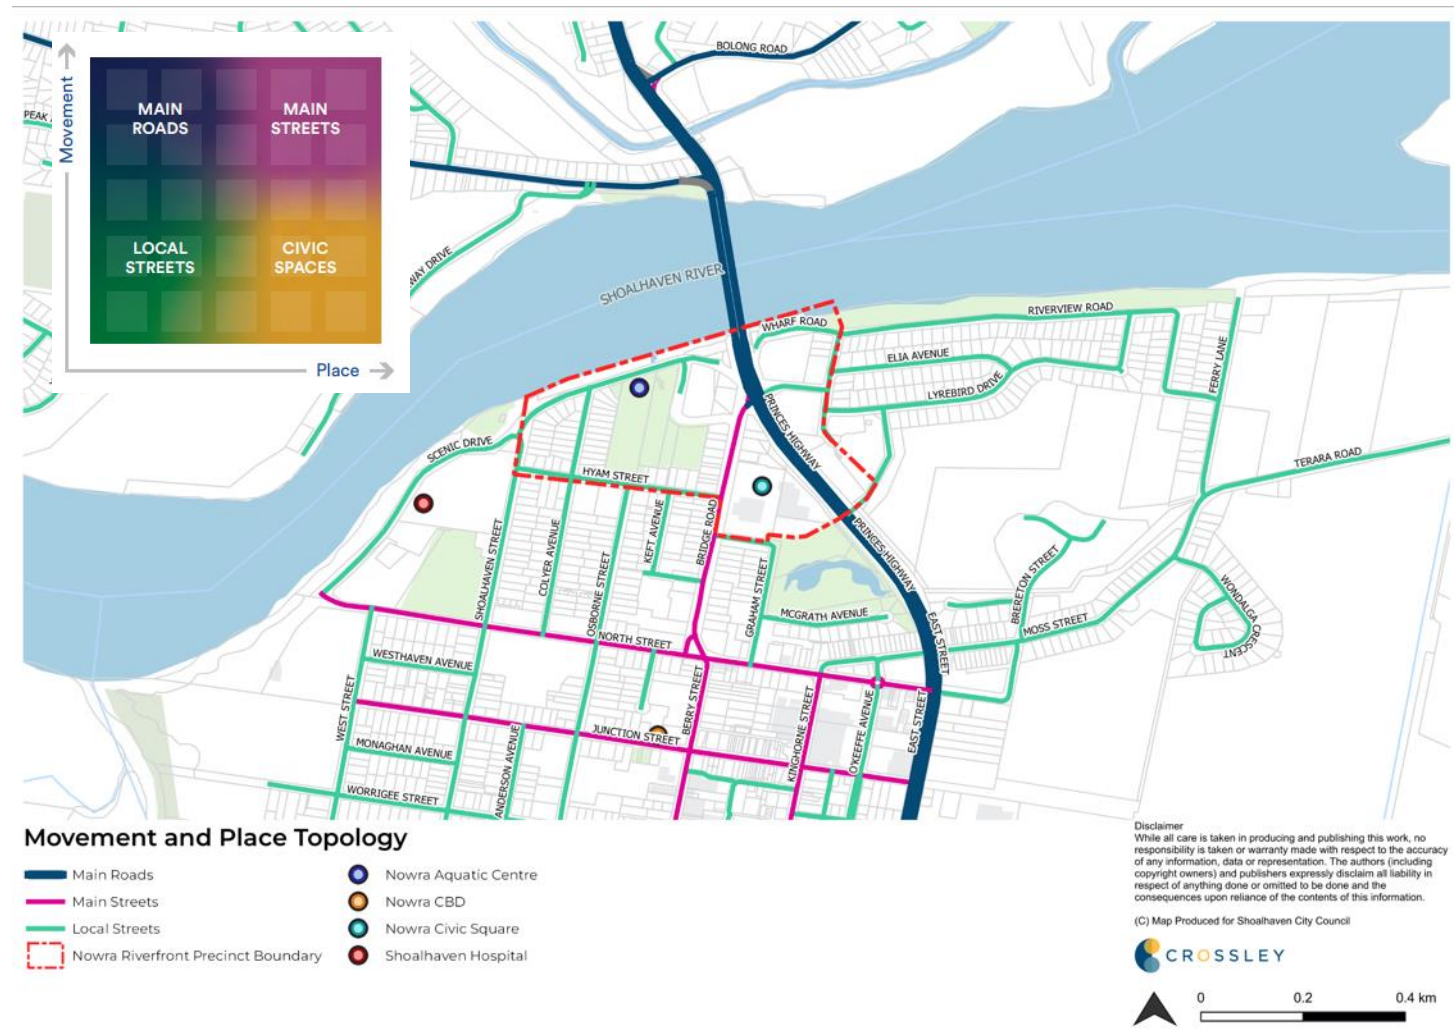 BOLONG ROAD
PEAK
Movement
MAIN
ROADS
MAIN
STREETS
LOCAL
STREETS
CIVIC
SPACES
Place
WAY DRIVE
SHOALHAVEN RIVER
WHARF ROAD
RIVERVIEW ROAD
ELIA AVENUE
LYREBIRD DRIVE
FERRY LANE
PRINCES HIGHWAY
SCENIC DRIVE
HYAM STREET
TERARA ROAD
SHOALHAVEN STREET
COLYER AVENUE
OSBORNE STREET
KEFT AVENUE
BRIDGE ROAD
PRINCES HIGHWAY
GRAHAM STREET
MCGRATH AVENUE
BRERETON STREET
WONDALGA CRESCENT
MOSS STREET
EAST STREET
NORTH STREET
WESTHAVEN AVENUE
WEST STREET
BERRY STREET
KINGHORNE STREET
O'KEEFFE AVENUE
EAST STREET
JUNCTION STREET
MONAGHAN AVENUE
ANDERSON AVENUE
WORRIGEE STREET
Movement and Place Topology
Main Roads
Main Streets
Local Streets
Nowra Riverfront Precinct Boundary
Nowra Aquatic Centre
Nowra CBD
Nowra Civic Square
Shoalhaven Hospital
Disclaimer
While all care is taken in producing and publishing this work, no
responsibility is taken or warranty made with respect to the accuracy
of any information, data or representation. The authors (including
copyright owners) and publishers expressly disclaim all liability in
respect of anything done or omitted to be done and the
consequences upon reliance of the contents of this information.
(C) Map Produced for Shoalhaven City Council
CROSSLEY
0 0.2 0.4 km